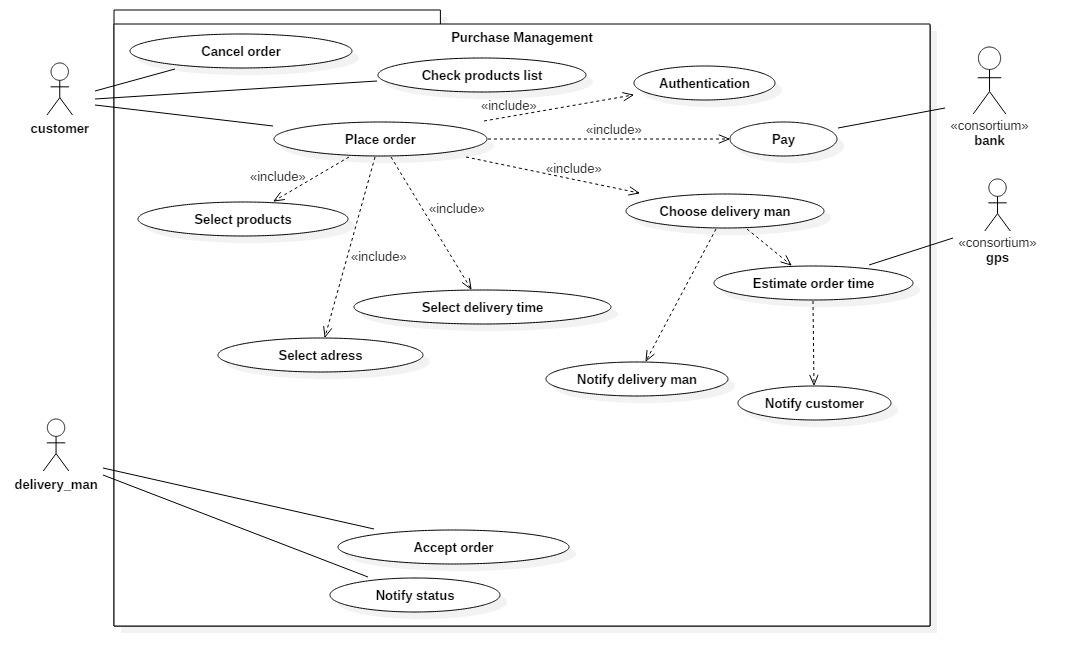 Purchase Management
Cancel order
Check products list
Authentication
«include»
customer
Place order
«include»
Pay
«consortium»
bank
«include»
«include»
Select products
«include»
Choose delivery man
«consortium»
gps
«include»
Estimate order time
Select delivery time
Select adress
Notify delivery man
Notify customer
delivery_man
Accept order
Notify status